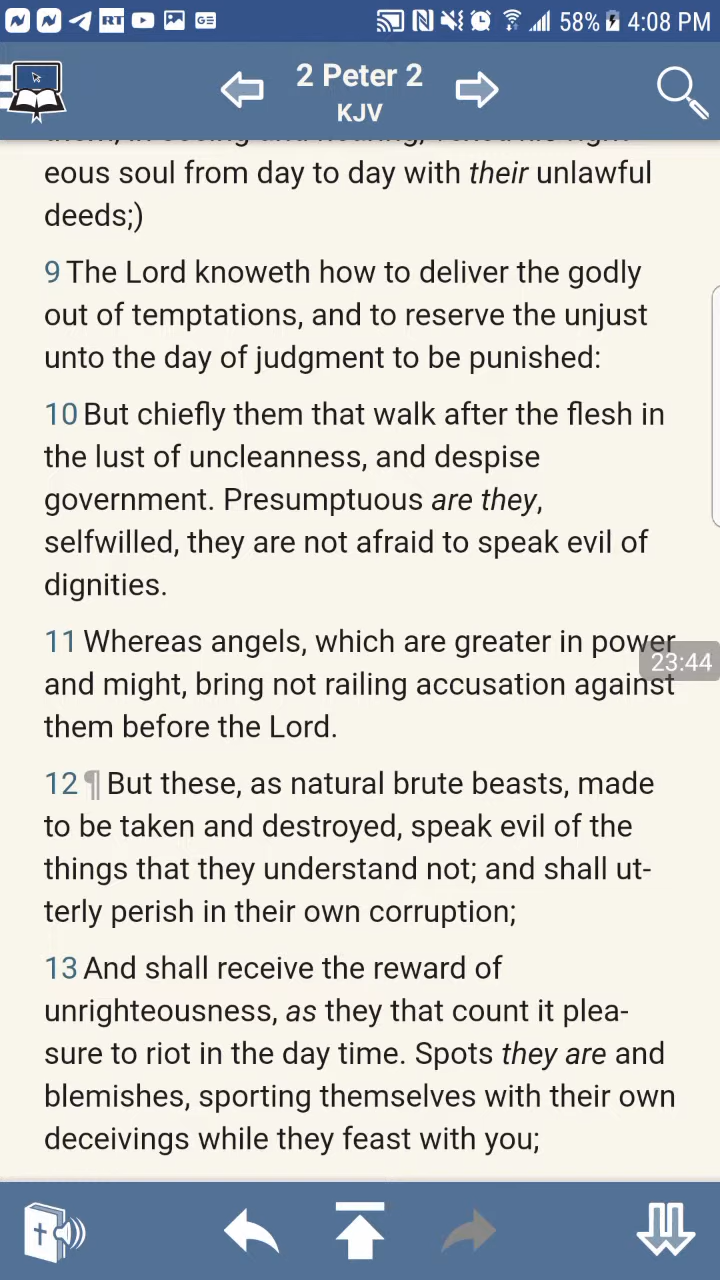 RT
GE
58%
4:08 PM
2 Peter 2
KJV
eous soul from day to day with their unlawful
deeds;)
9 The Lord knoweth how to deliver the godly
out of temptations, and to reserve the unjust
unto the day of judgment to be punished:
10 But chiefly them that walk after the flesh in
the lust of uncleanness, and despise
government. Presumptuous are they,
selfwilled, they are not afraid to speak evil of
dignities.
11 Whereas angels, which are greater in power
23:44
and might, bring not railing accusation against
them before the Lord.
12 ¶ But these, as natural brute beasts, made
to be taken and destroyed, speak evil of the
things that they understand not; and shall ut-
terly perish in their own corruption;
13 And shall receive the reward of
unrighteousness, as they that count it plea-
sure to riot in the day time. Spots they are and
blemishes, sporting themselves with their own
deceivings while they feast with you;